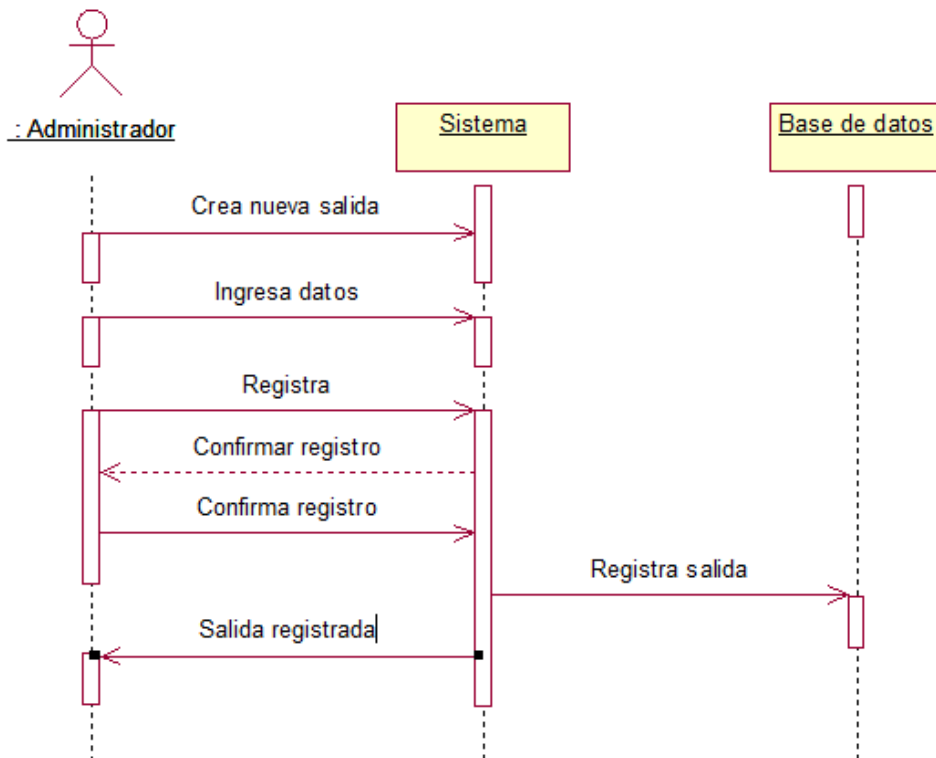 : Administrador
Sistema
Base de datos
Crea nueva salida
Ingresa datos
Registra
Confirmar registro
Confirma registro
Registra salida
Salida registrada